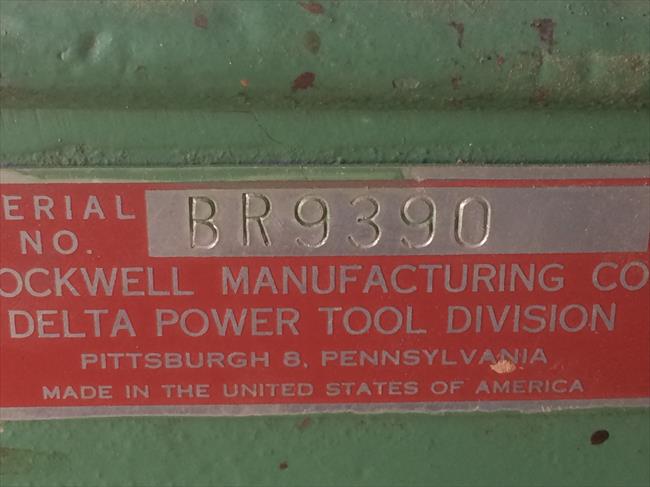 ERIAL
NO.
BR9390
OCKWELL MANUFACTURING CO
DELTA POWER TOOL DIVISION
PITTSBURGH 8, PENNSYLVANIA
MADE IN THE UNITED STATES OF AMERICA